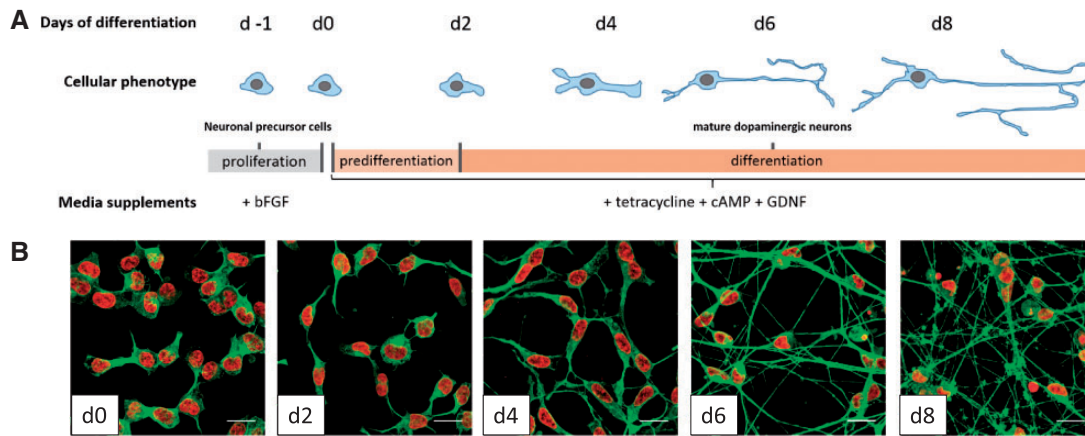 A
Days of differentiation d -1 d0 d2 d4 d6 d8
Cellular phenotype
Neuronal precursor cells mature dopaminergic neurons
proliferation predifferentiation differentiation
Media supplements + bFGF + tetracycline + cAMP + GDNF
B
d0 d2 d4 d6 d8